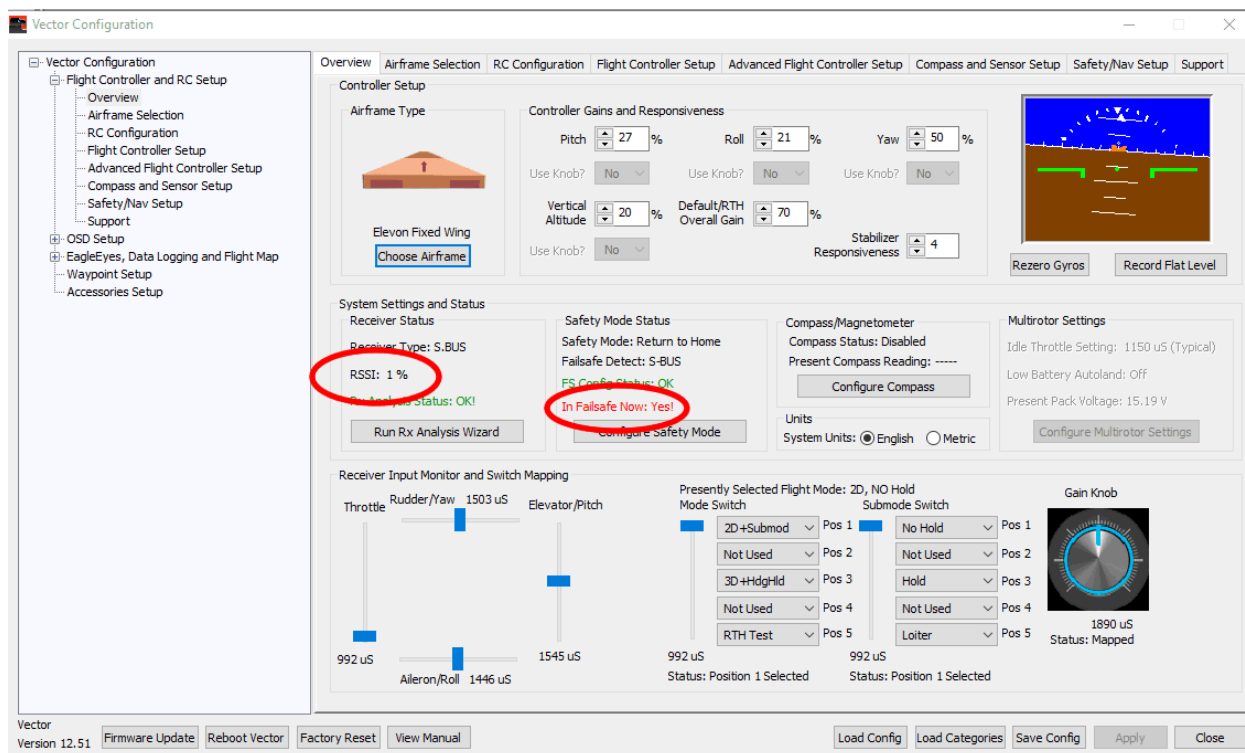 Vector Configuration
Vector Configuration
Flight Controller and RC Setup
Overview
Airframe Selection
RC Configuration
Flight Controller Setup
Advanced Flight Controller Setup
Compass and Sensor Setup
Safety/Nav Setup
Support
OSD Setup
EagleEyes, Data Logging and Flight Map
Waypoint Setup
Accessories Setup
Overview Airframe Selection RC Configuration Flight Controller Setup Advanced Flight Controller Setup Compass and Sensor Setup Safety/Nav Setup Support
Controller Setup
Airframe Type
Elevon Fixed Wing
Choose Airframe
Controller Gains and Responsiveness
Pitch 27 % Roll 21 % Yaw 50 %
Use Knob? No Use Knob? No Use Knob? No
Vertical Altitude 20 % Default/RTH Overall Gain 70 %
Use Knob? No Stabilizer Responsiveness 4
Rezero Gyros Record Flat Level
System Settings and Status
Receiver Status
Receiver Type: S.BUS
RSSI: 1 %
Rx Analysis Status: OK!
Run Rx Analysis Wizard
Safety Mode Status
Safety Mode: Return to Home
Failsafe Detect: S-BUS
FS Config Status: OK
In Failsafe Now: Yes!
Configure Safety Mode
Compass/Magnetometer
Compass Status: Disabled
Present Compass Reading: -----
Configure Compass
Units
System Units: English Metric
Multirotor Settings
Idle Throttle Setting: 1150 uS (Typical)
Low Battery Autoland: Off
Present Pack Voltage: 15.19 V
Configure Multirotor Settings
Receiver Input Monitor and Switch Mapping
Throttle
992 uS
Rudder/Yaw 1503 uS
Aileron/Roll 1446 uS
Elevator/Pitch
1545 uS
Presently Selected Flight Mode: 2D, NO Hold
Mode Switch
2D+Submod Pos 1
Not Used Pos 2
3D+HdgHld Pos 3
Not Used Pos 4
RTH Test Pos 5
992 uS
Status: Position 1 Selected
Submode Switch
No Hold Pos 1
Not Used Pos 2
Hold Pos 3
Not Used Pos 4
Loiter Pos 5
992 uS
Status: Position 1 Selected
Gain Knob
1890 uS
Status: Mapped
Vector
Version 12.51
Firmware Update Reboot Vector Factory Reset View Manual Load Config Load Categories Save Config Apply Close